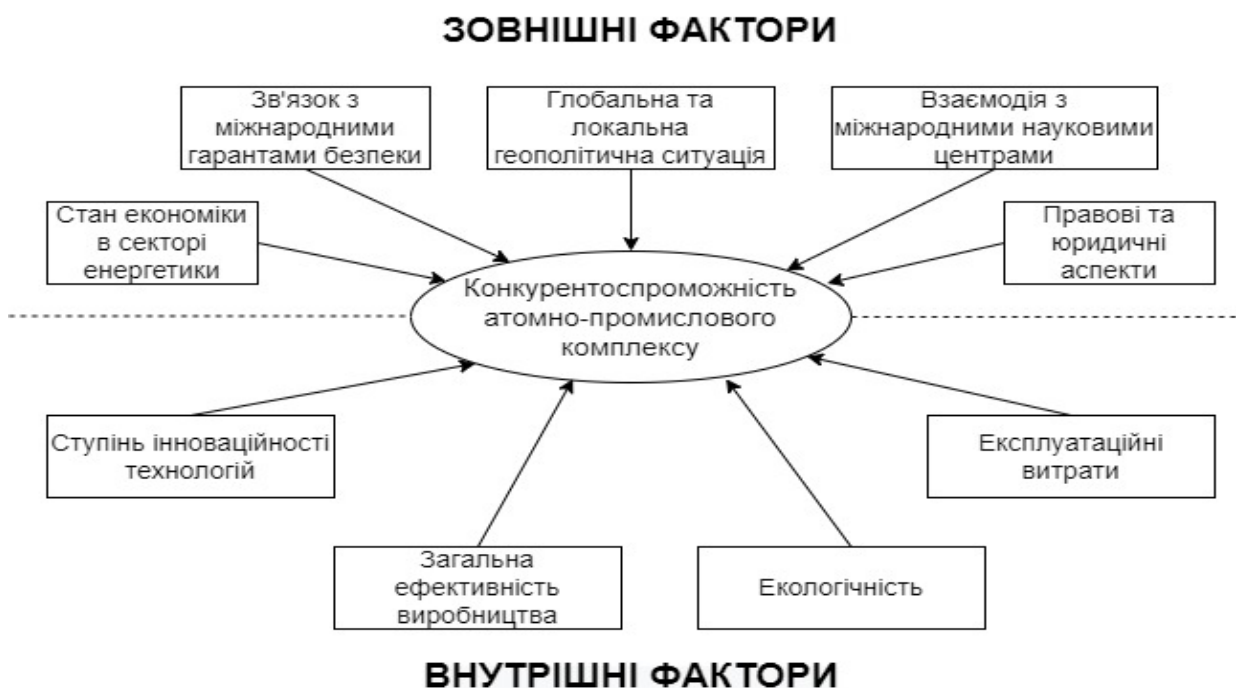 ЗОВНІШНІ ФАКТОРИ
Зв'язок з
міжнародними
гарантами безпеки
Глобальна та
локальна
геополітична ситуація
Взаємодія з
міжнародними науковими
центрами
Стан економіки
в секторі
енергетики
Правові та
юридичні
аспекти
Конкурентоспроможність
атомно-промислового
комплексу
Ступінь інноваційності
технологій
Експлуатаційні
витрати
Загальна
ефективність
виробництва
Екологічність
ВНУТРІШНІ ФАКТОРИ